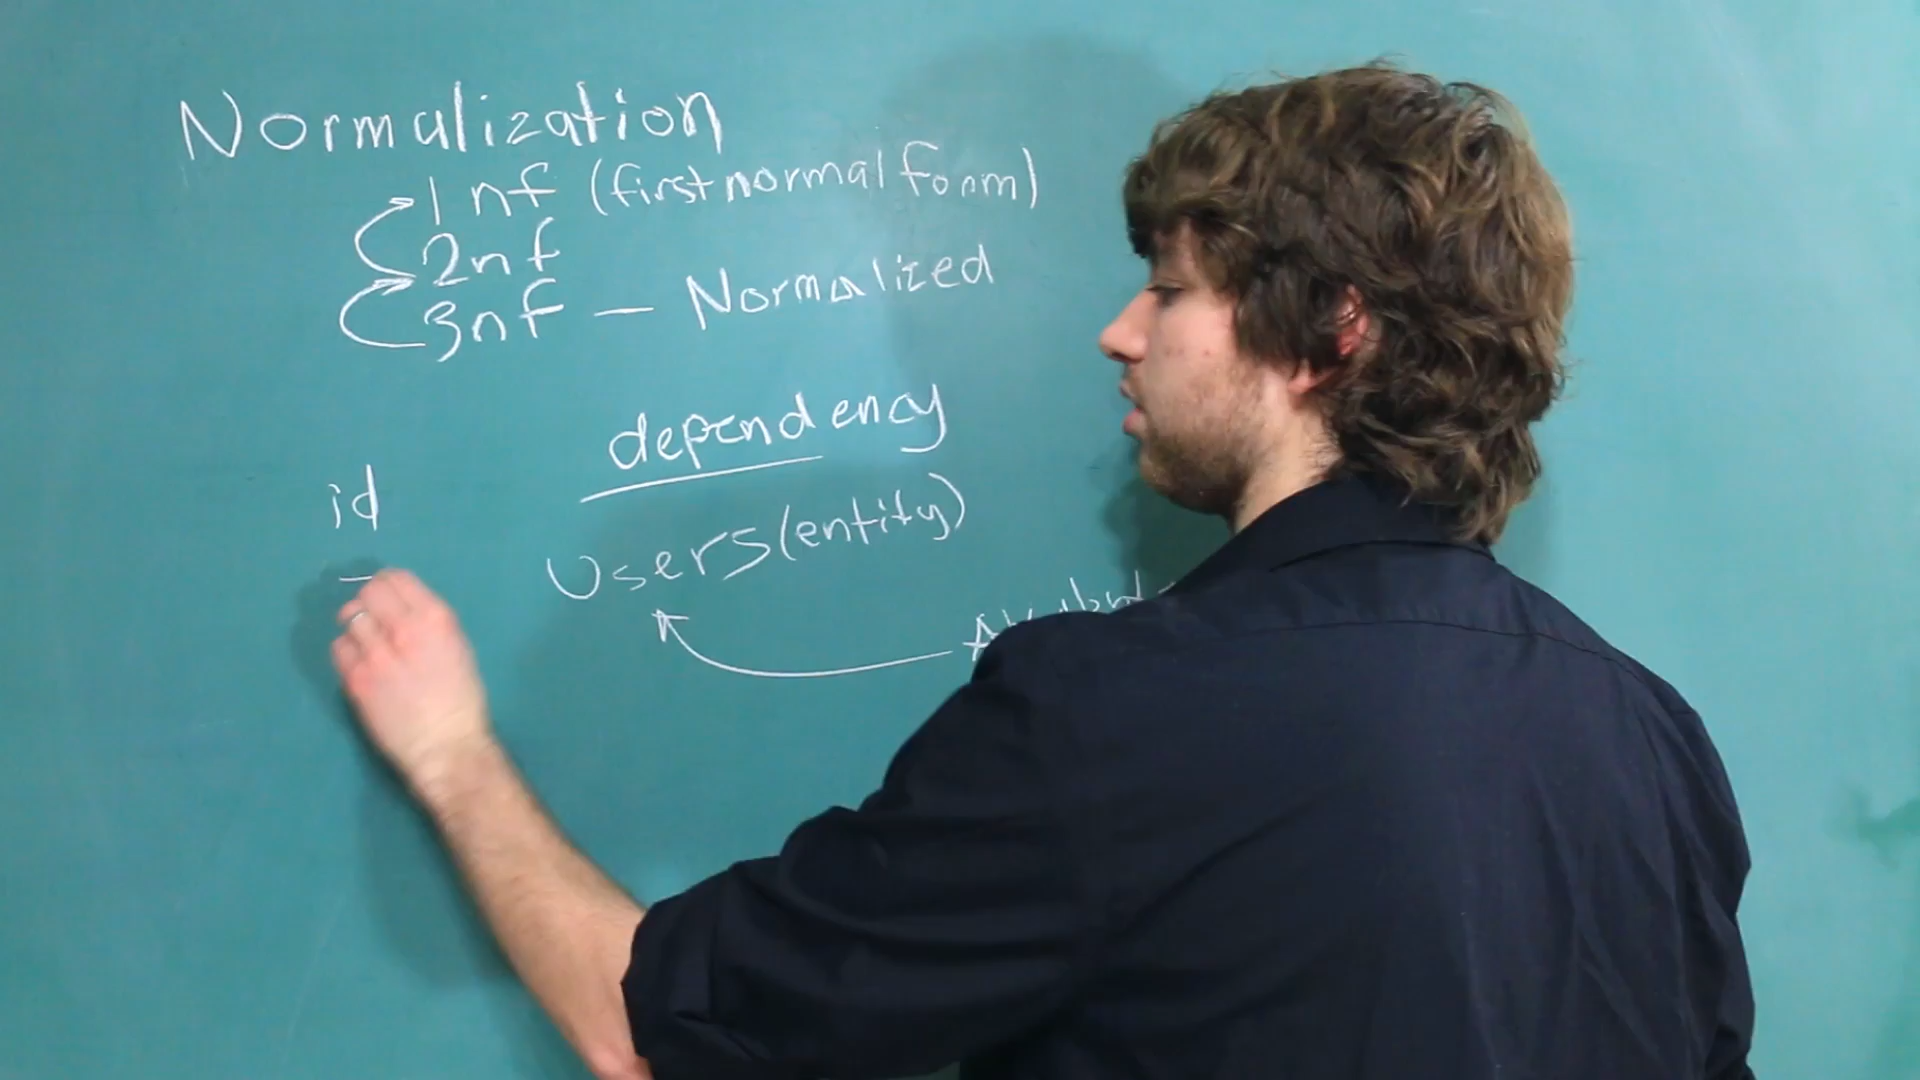 Normalization
1nf (first normal form)
2nf
3nf — Normalized
dependency
id
Users (entity)